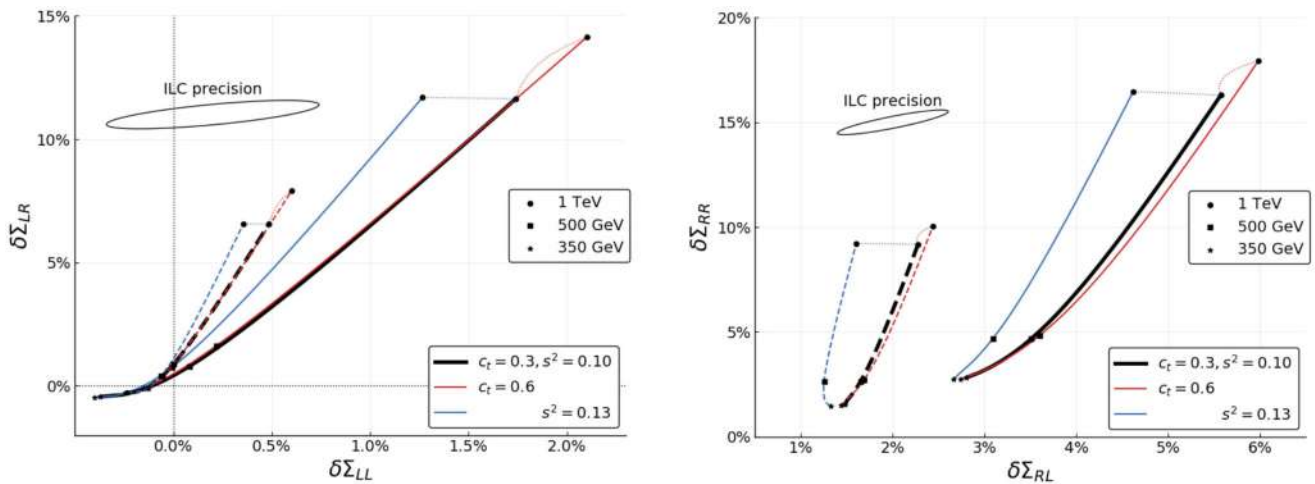 15%
10%
5%
0%
δΣ_LR
ILC precision
1 TeV
500 GeV
350 GeV
c_t = 0.3, s² = 0.10
c_t = 0.6
s² = 0.13
0.0% 0.5% 1.0% 1.5% 2.0%
δΣ_LL
20%
15%
10%
5%
0%
δΣ_RR
ILC precision
1 TeV
500 GeV
350 GeV
c_t = 0.3, s² = 0.10
c_t = 0.6
s² = 0.13
1% 2% 3% 4% 5% 6%
δΣ_RL